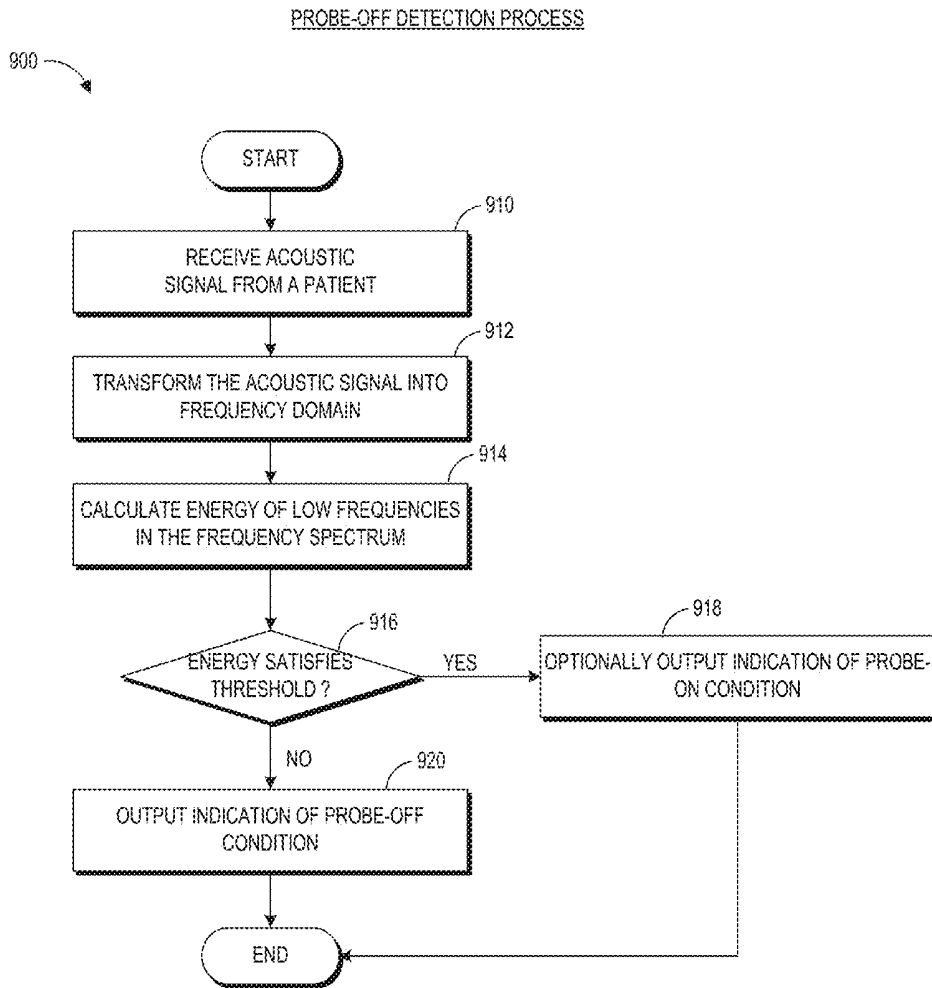 PROBE-OFF DETECTION PROCESS
900
START
910
RECEIVE ACOUSTIC
SIGNAL FROM A PATIENT
912
TRANSFORM THE ACOUSTIC SIGNAL INTO
FREQUENCY DOMAIN
914
CALCULATE ENERGY OF LOW FREQUENCIES
IN THE FREQUENCY SPECTRUM
916
ENERGY SATISFIES
THRESHOLD ?
YES
918
OPTIONALLY OUTPUT INDICATION OF PROBE-
ON CONDITION
NO
920
OUTPUT INDICATION OF PROBE-OFF
CONDITION
END